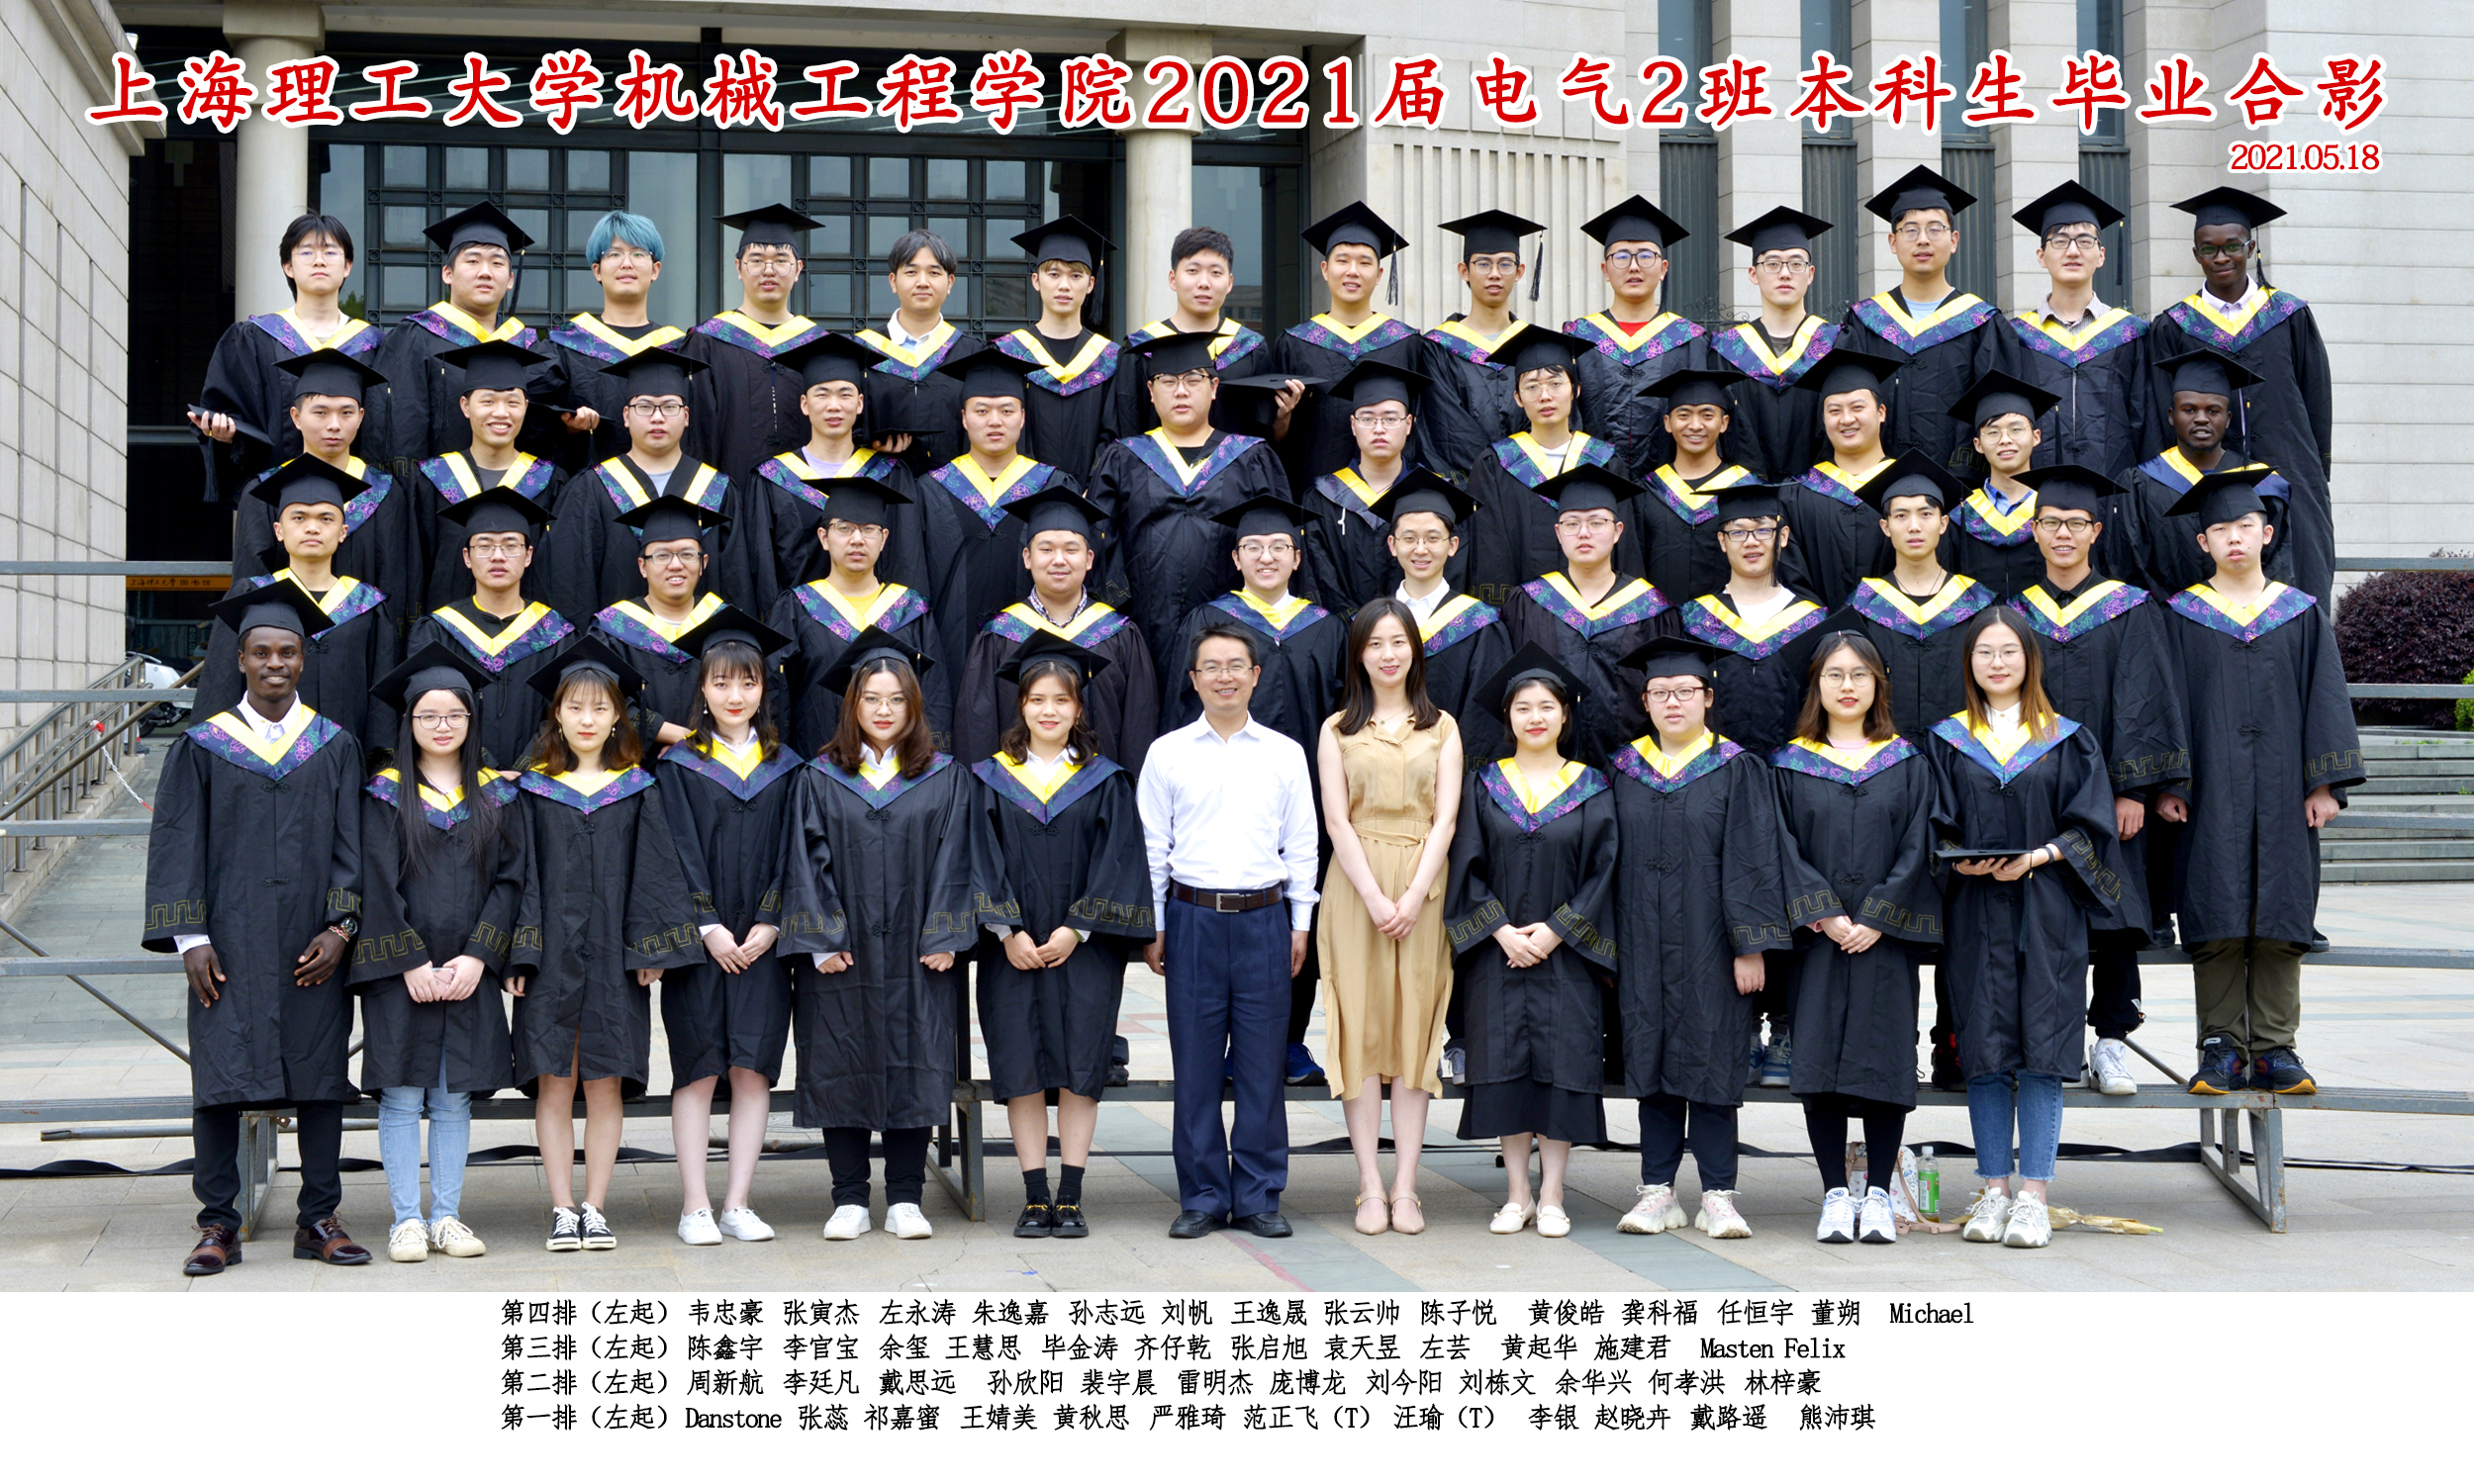 上海理工大学机械工程学院2021届电气2班本科生毕业合影
2021.05.18
上海理工大学 图书馆
第四排（左起） 韦忠豪 张寅杰 左永涛 朱逸嘉 孙志远 刘帆 王逸晟 张云帅 陈子悦 黄俊皓 龚科福 任恒宇 董朔 Michael
第三排（左起） 陈鑫宇 李官宝 余玺 王慧思 毕金涛 齐仔乾 张启旭 袁天昱 左芸 黄起华 施建君 Masten Felix
第二排（左起） 周新航 李廷凡 戴思远 孙欣阳 裴宇晨 雷明杰 庞博龙 刘今阳 刘栋文 余华兴 何孝洪 林梓豪
第一排（左起） Danstone 张蕊 祁嘉蜜 王婧美 黄秋思 严雅琦 范正飞（T） 汪瑜（T） 李银 赵晓卉 戴路遥 熊沛琪